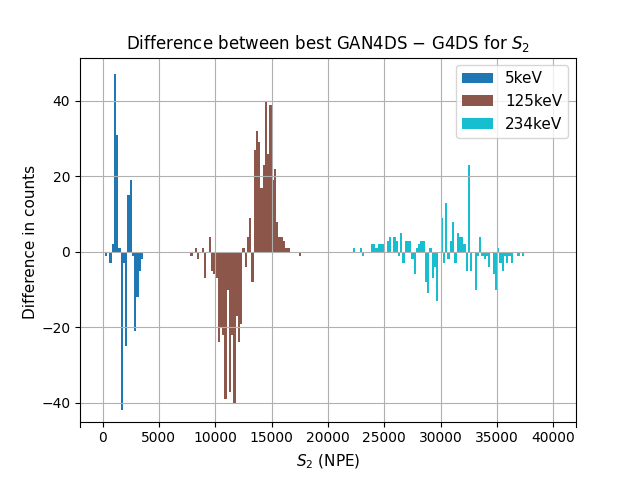 Difference between best GAN4DS − G4DS for S₂
5keV
125keV
234keV
Difference in counts
40
20
0
−20
−40
0 5000 10000 15000 20000 25000 30000 35000 40000
S₂ (NPE)